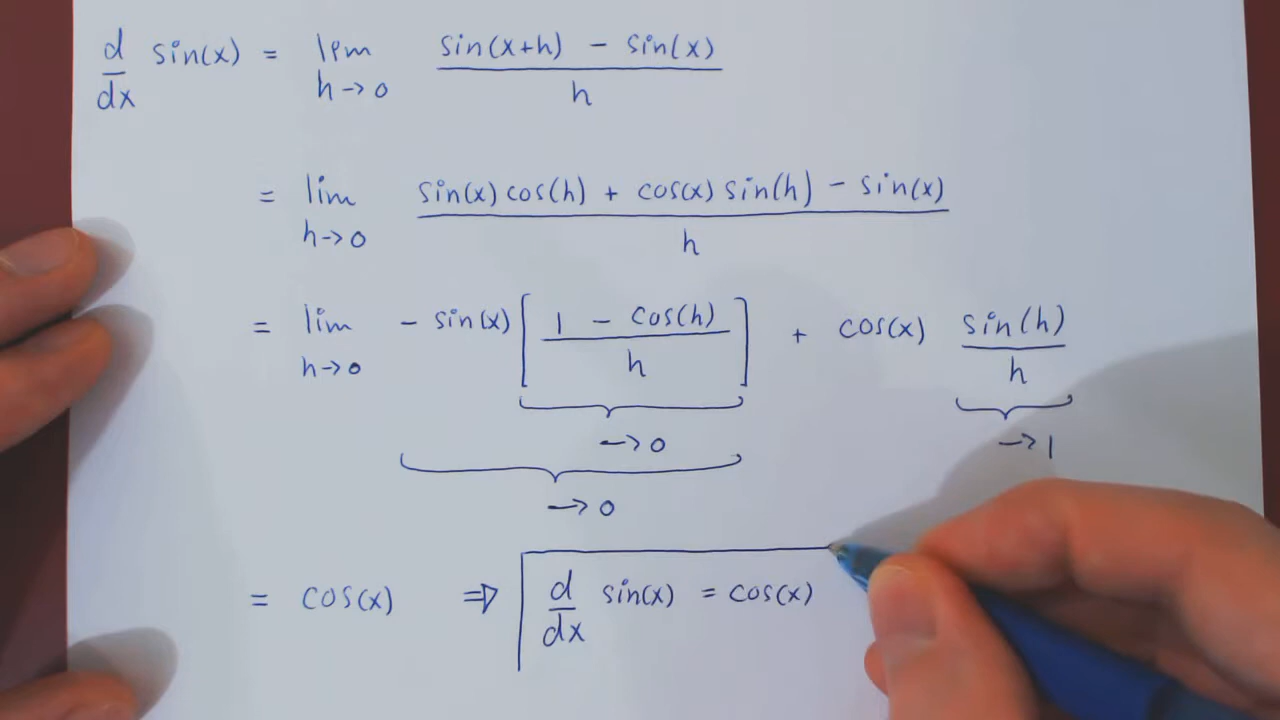 d/dx sin(x) = lim h→0 (sin(x+h) − sin(x))/h
= lim h→0 (sin(x)cos(h) + cos(x)sin(h) − sin(x))/h
= lim h→0 − sin(x) [(1 − cos(h))/h] + cos(x) sin(h)/h
→0 →1
→0
= cos(x) ⇒ d/dx sin(x) = cos(x)